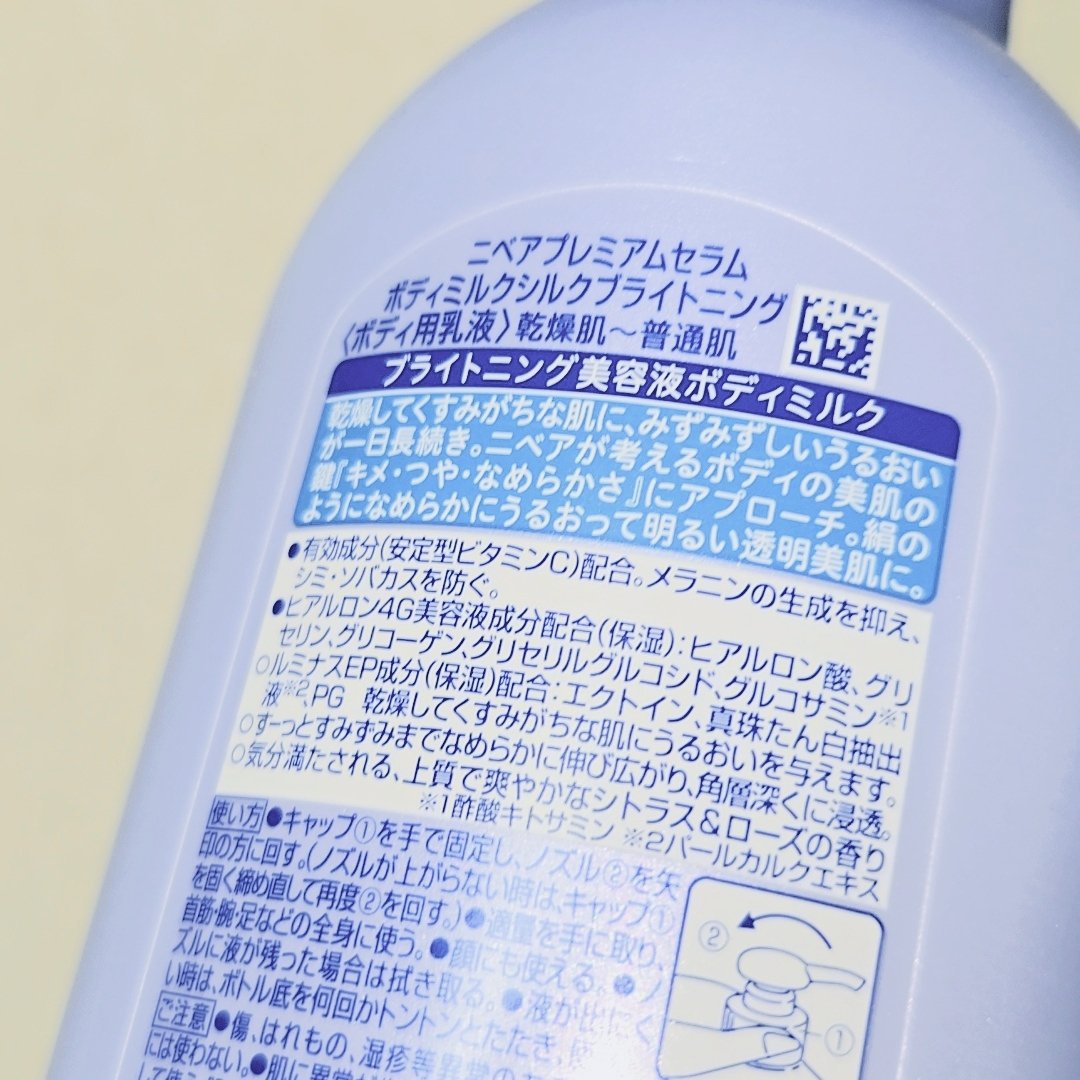 ニベアプレミアムセラム
ボディミルクシルクブライトニング
〈ボディ用乳液〉乾燥肌～普通肌
ブライトニング美容液ボディミルク
乾燥してくすみがちな肌に、みずみずしいうるおい
が一日長続き。ニベアが考えるボディの美肌の
鍵『キメ・つや・なめらかさ』にアプローチ。絹の
ようになめらかにうるおって明るい透明美肌に。
●有効成分(安定型ビタミンC)配合。メラニンの生成を抑え、
シミ・ソバカスを防ぐ。
●ヒアルロン4G美容液成分配合(保湿):ヒアルロン酸、グリ
セリン、グリコーゲン、グリセリルグルコシド、グルコサミン※1
○ルミナスEP成分(保湿)配合:エクトイン、真珠たん白抽出
液※2、PG 乾燥してくすみがちな肌にうるおいを与えます。
○ずーっとすみずみまでなめらかに伸び広がり、角層深くに浸透。
○気分満たされる、上質で爽やかなシトラス&ローズの香り
※1酢酸キトサミン ※2パールカルクエキス
使い方 ●キャップ①を手で固定し、ノズル②を矢
印の方に回す。(ノズルが上がらない時は、キャップ①
を固く締め直して再度②を回す。)●適量を手に取り、
首筋・腕・足などの全身に使う。●顔にも使える。●ノ
ズルに液が残った場合は拭き取る。●液が出にく
い時は、ボトル底を何回かトントンとたたき、
② ①
ご注意 ●傷、はれもの、湿疹等異常の
には使わない。●肌に異常が